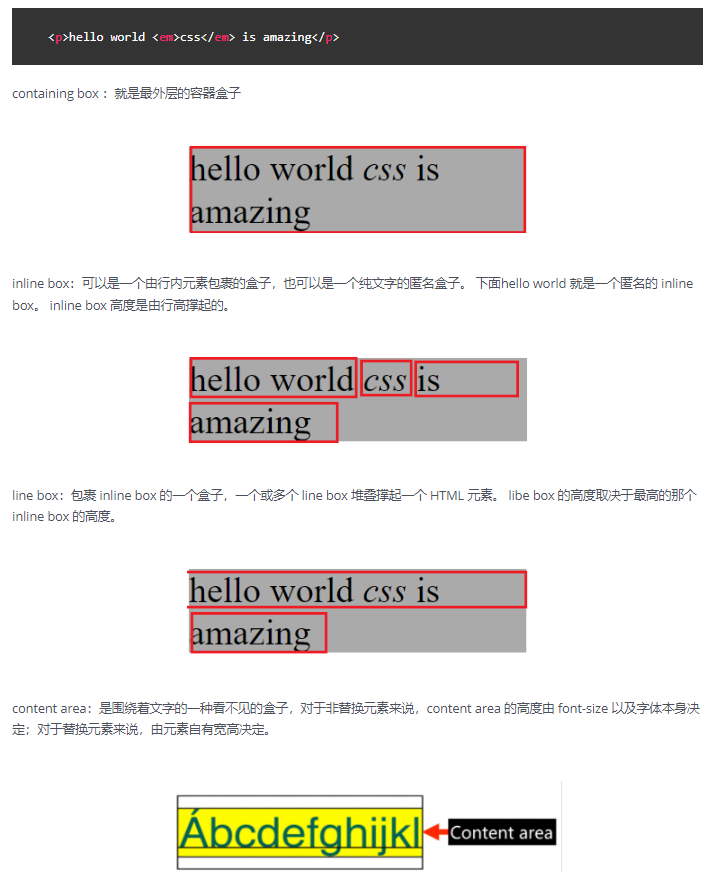 <p>hello world <em>css</em> is amazing</p>
containing box ：就是最外层的容器盒子
hello world css is
amazing
inline box：可以是一个由行内元素包裹的盒子，也可以是一个纯文字的匿名盒子。 下面hello world 就是一个匿名的 inline
box。 inline box 高度是由行高撑起的。
hello world css is
amazing
line box：包裹 inline box 的一个盒子，一个或多个 line box 堆叠撑起一个 HTML 元素。 libe box 的高度取决于最高的那个
inline box 的高度。
hello world css is
amazing
content area：是围绕着文字的一种看不见的盒子，对于非替换元素来说，content area 的高度由 font-size 以及字体本身决
定；对于替换元素来说，由元素自有宽高决定。
Ábcdefghijkl Content area